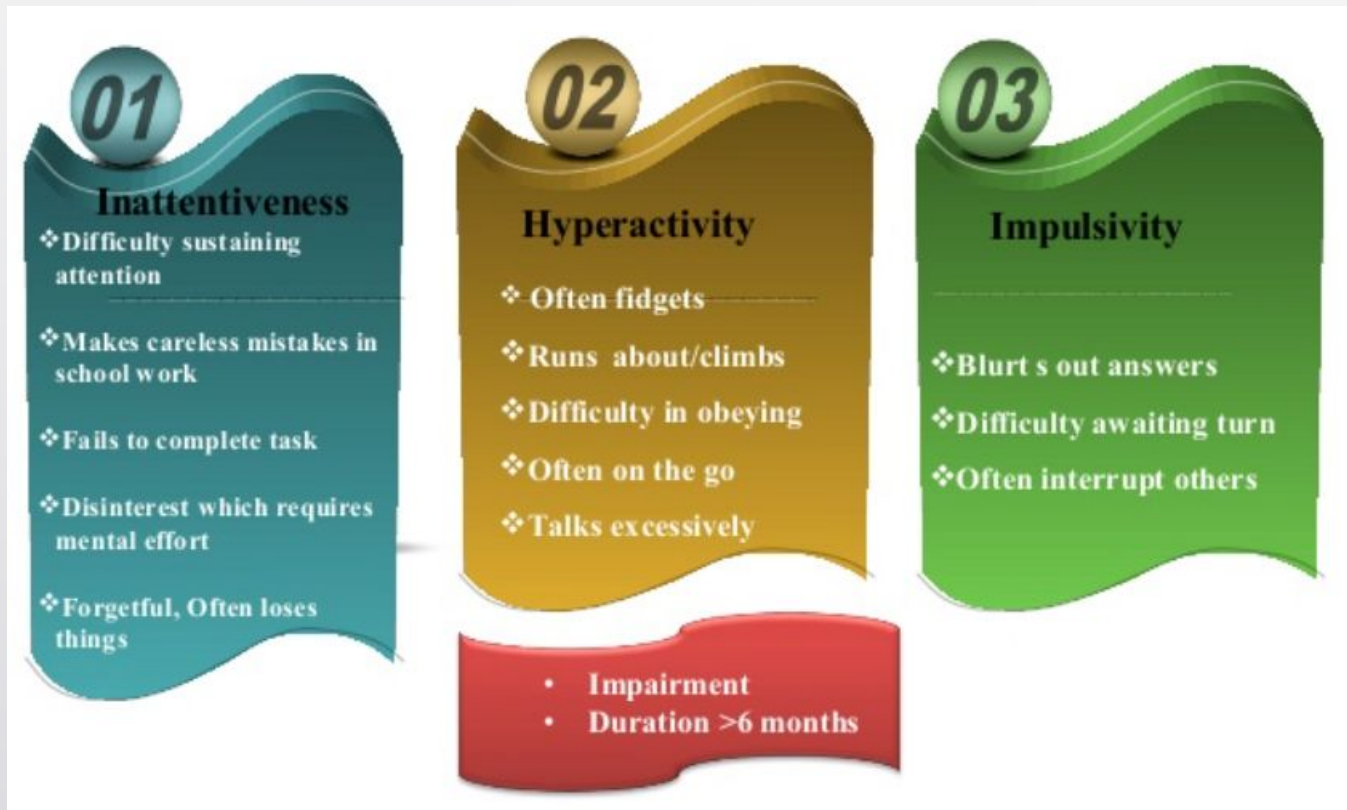 01
Inattentiveness
❖Difficulty sustaining
attention
❖Makes careless mistakes in
school work
❖Fails to complete task
❖Disinterest which requires
mental effort
❖Forgetful, Often loses
things
02
Hyperactivity
❖ Often fidgets
❖Runs about/climbs
❖Difficulty in obeying
❖Often on the go
❖Talks excessively
03
Impulsivity
❖Blurt s out answers
❖Difficulty awaiting turn
❖Often interrupt others
• Impairment
• Duration >6 months